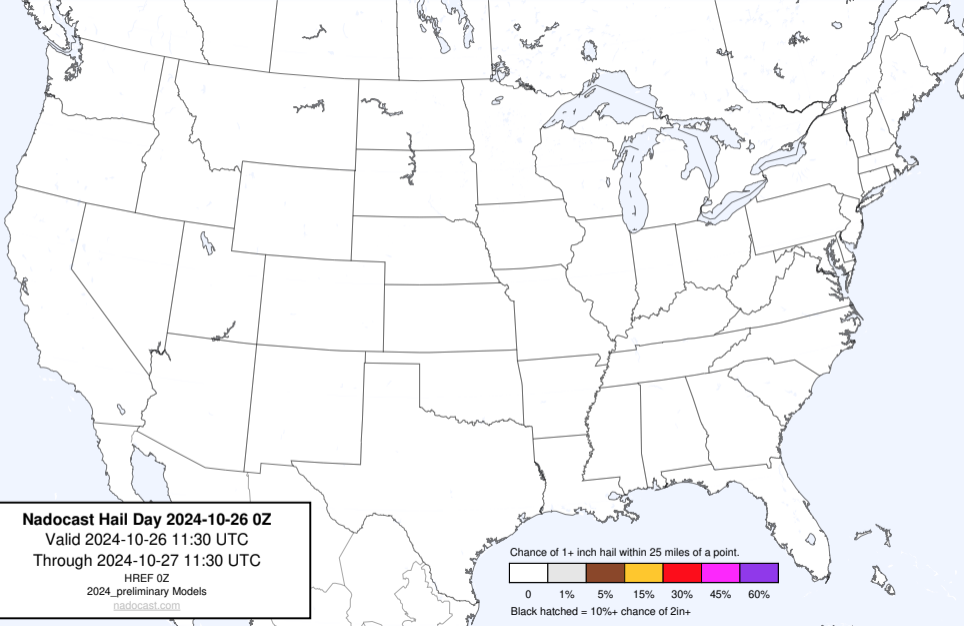 Nadocast Hail Day 2024-10-26 0Z
Valid 2024-10-26 11:30 UTC
Through 2024-10-27 11:30 UTC
HREF 0Z
2024_preliminary Models
nadocast.com
Chance of 1+ inch hail within 25 miles of a point.
0 1% 5% 15% 30% 45% 60%
Black hatched = 10%+ chance of 2in+